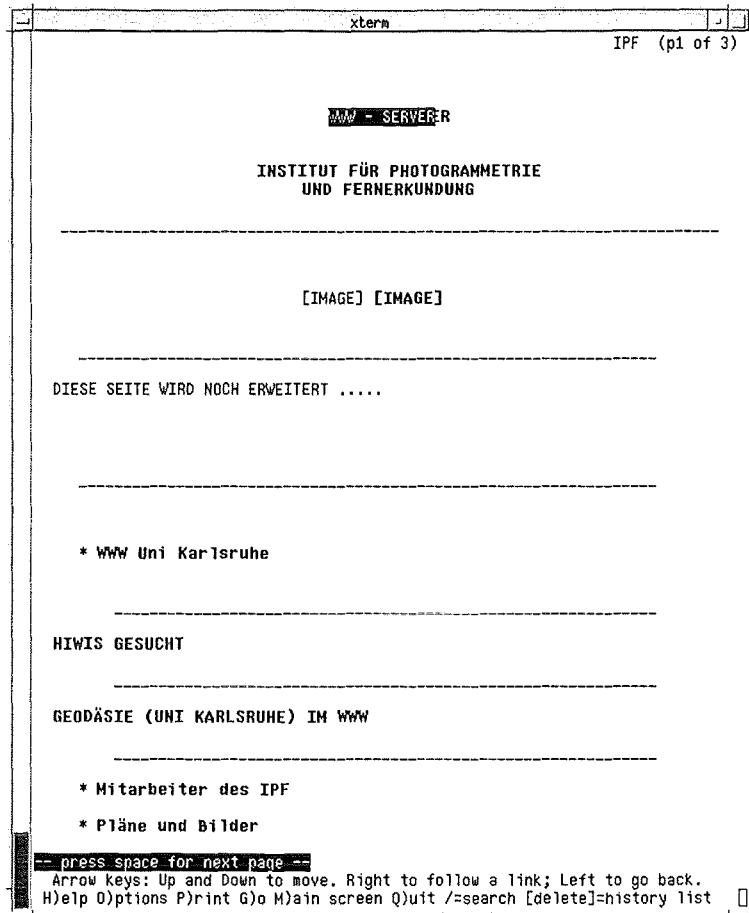 xterm
IPF (p1 of 3)
WWW - SERVER
INSTITUT FÜR PHOTOGRAMMETRIE
UND FERNERKUNDUNG
[IMAGE] [IMAGE]
DIESE SEITE WIRD NOCH ERWEITERT .....
* WWW Uni Karlsruhe
HIWIS GESUCHT
GEODÄSIE (UNI KARLSRUHE) IM WWW
* Mitarbeiter des IPF
* Pläne und Bilder
-- press space for next page --
Arrow keys: Up and Down to move. Right to follow a link; Left to go back.
H)elp O)ptions P)rint G)o M)ain screen Q)uit /=search [delete]=history list